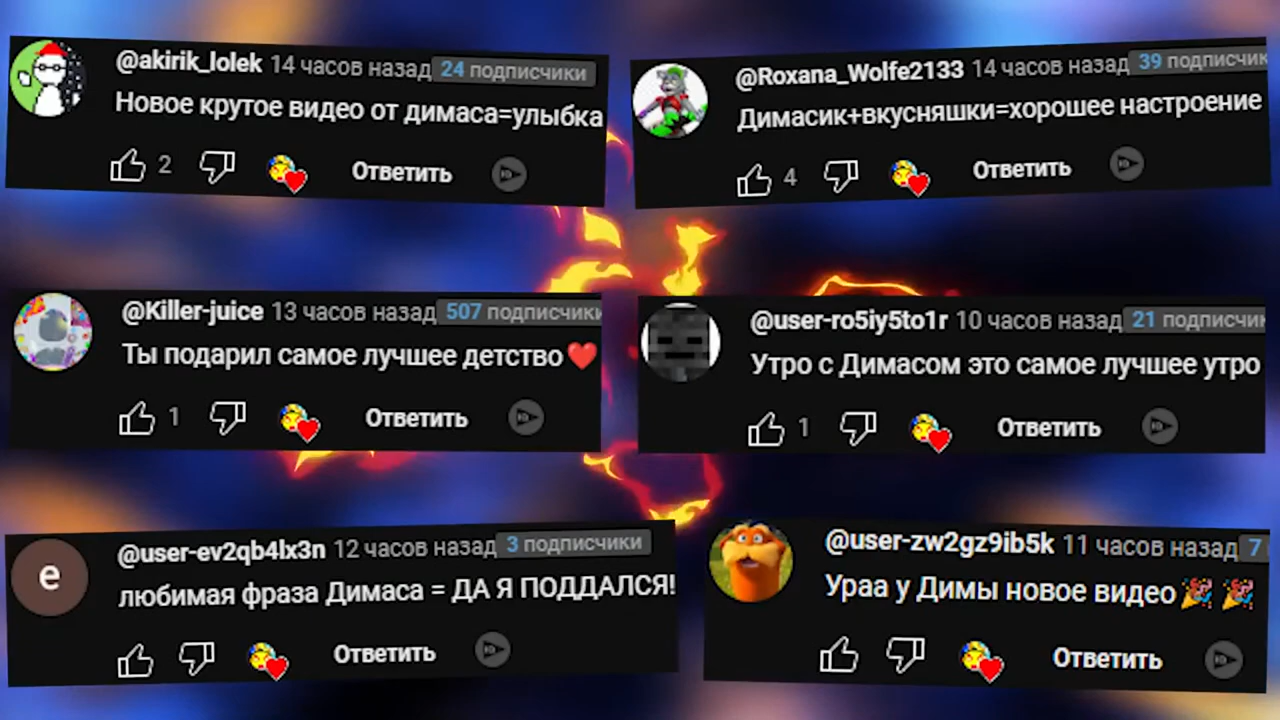 @akirik_lolek 14 часов назад 24 подписчики
Новое крутое видео от димаса=улыбка
2 Ответить
@Roxana_Wolfe2133 14 часов назад 39 подписчик
Димасик+вкусняшки=хорошее настроение
4 Ответить
@Killer-juice 13 часов назад 507 подписчики
Ты подарил самое лучшее детство❤️
1 Ответить
@user-ro5iy5to1r 10 часов назад 21 подписчик
Утро с Димасом это самое лучшее утро
1 Ответить
@user-ev2qb4lx3n 12 часов назад 3 подписчики
любимая фраза Димаса = ДА Я ПОДДАЛСЯ!
Ответить
@user-zw2gz9ib5k 11 часов назад 7
Ураа у Димы новое видео🎉 🎉
Ответить